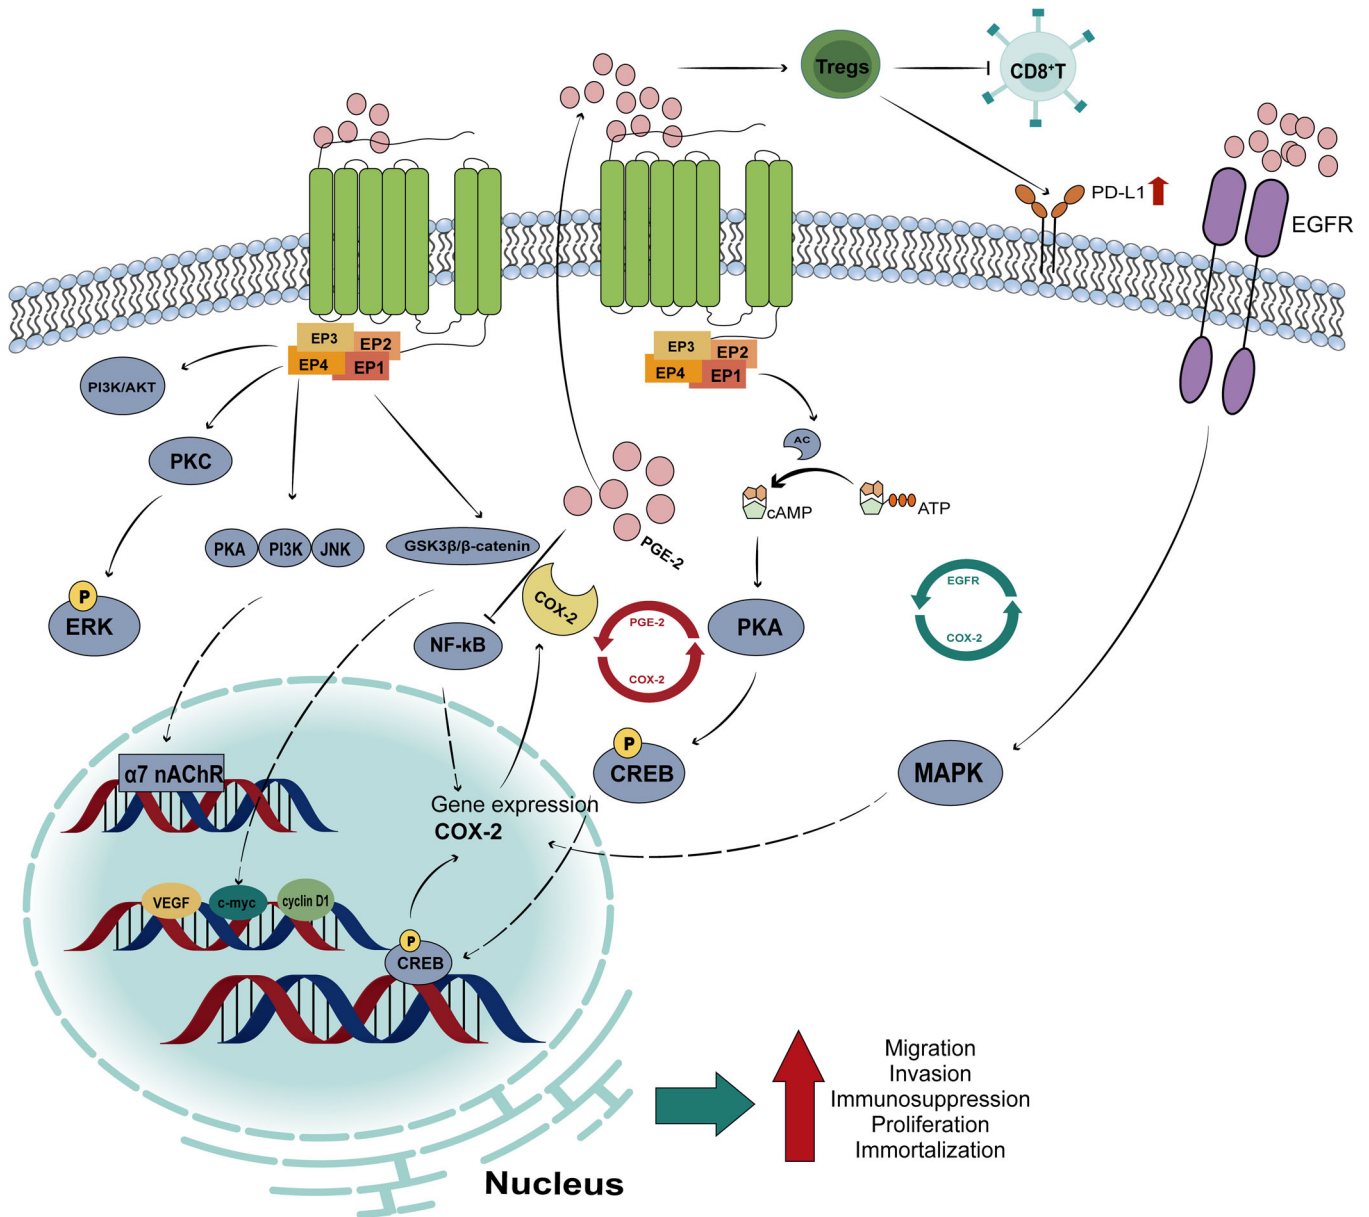 Tregs
CD8⁺T
PD-L1
EGFR
EP3
EP2
EP4
EP1
EP3
EP2
EP4
EP1
PI3K/AKT
PKC
AC
cAMP
ATP
PKA
PI3K
JNK
GSK3β/β-catenin
PGE-2
P
ERK
COX-2
NF-kB
PGE-2
COX-2
PKA
EGFR
COX-2
P
CREB
MAPK
α7 nAChR
Gene expression
COX-2
VEGF
c-myc
cyclin D1
P
CREB
Migration
Invasion
Immunosuppression
Proliferation
Immortalization
Nucleus